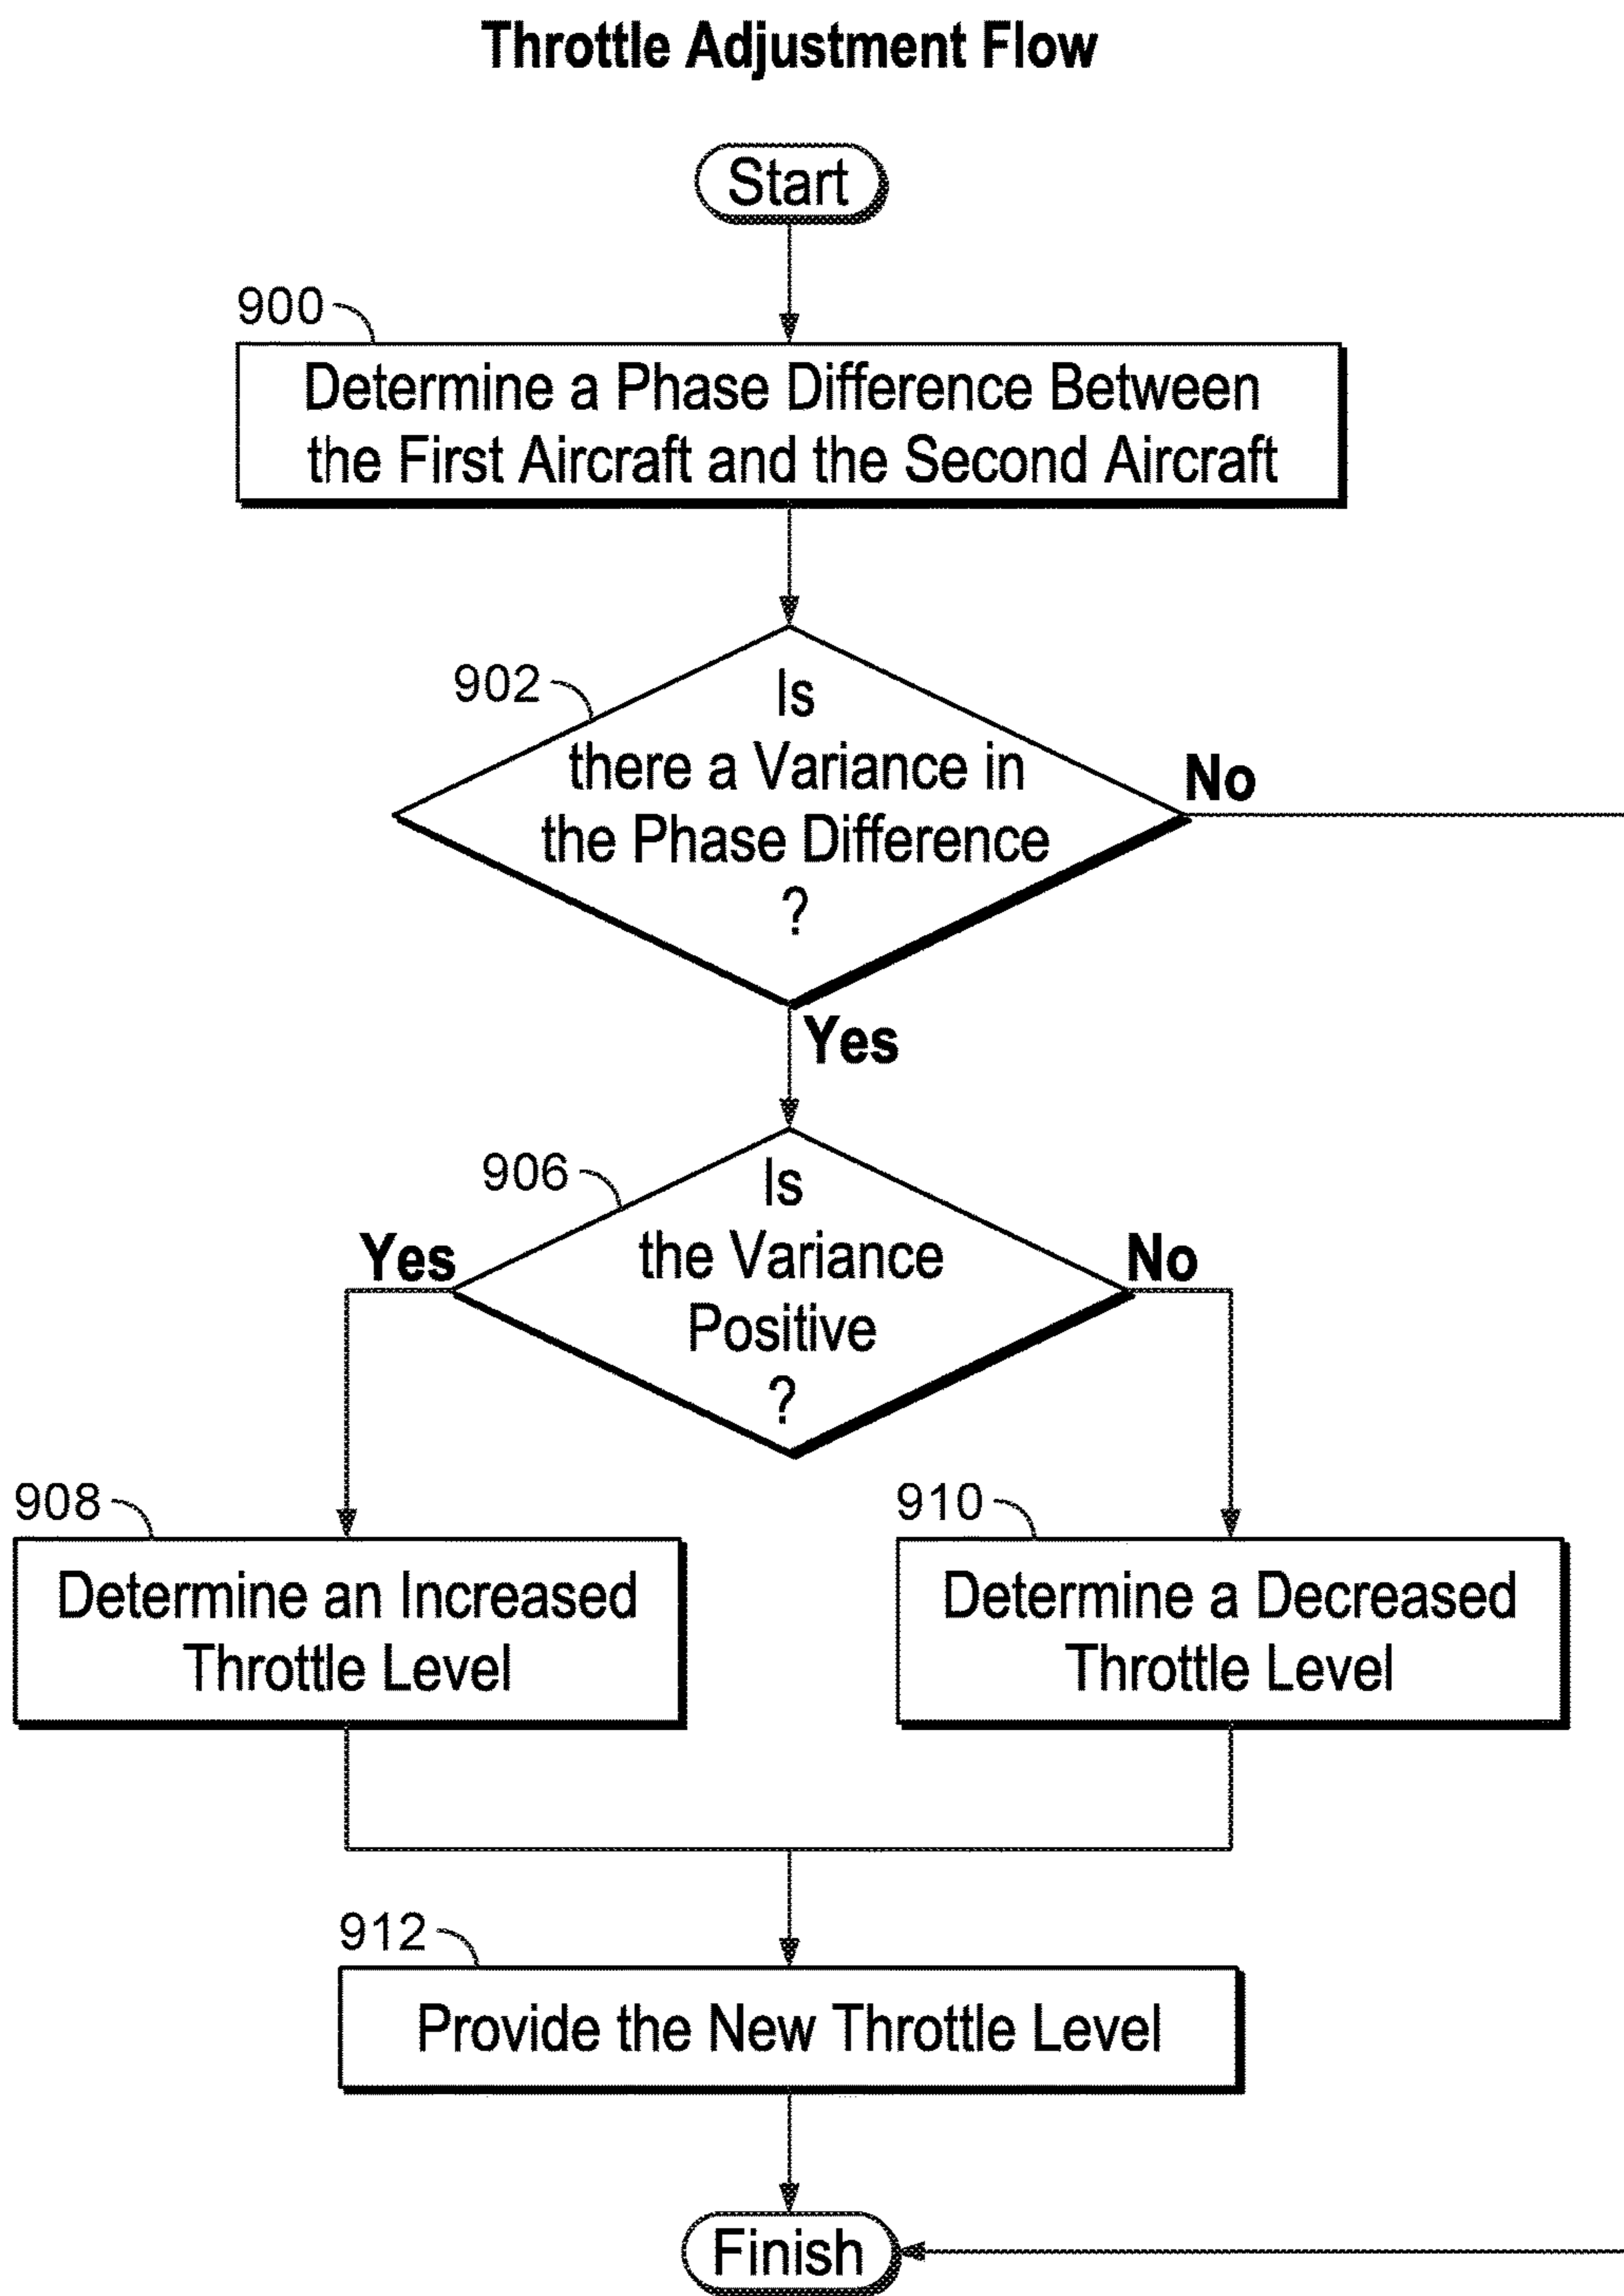 Throttle Adjustment Flow
Start
900
Determine a Phase Difference Between
the First Aircraft and the Second Aircraft
902
Is
there a Variance in
the Phase Difference
?
No
Yes
906
Is
the Variance
Positive
?
Yes
No
908
Determine an Increased
Throttle Level
910
Determine a Decreased
Throttle Level
912
Provide the New Throttle Level
Finish